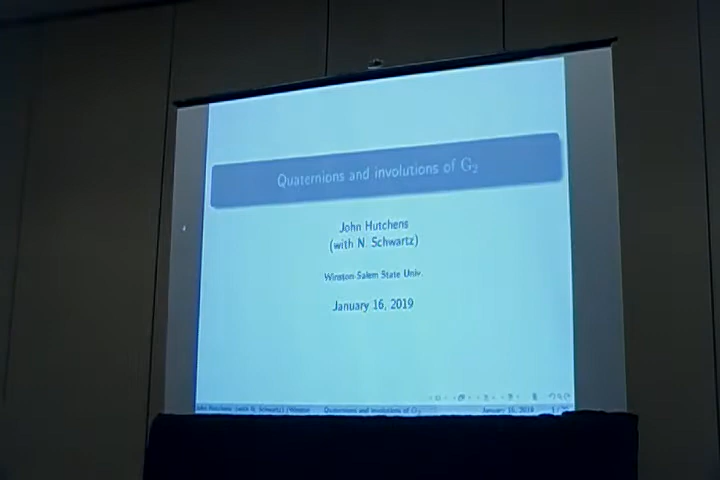 Quaternions and involutions of G₂
John Hutchens
(with N. Schwartz)
Winston-Salem State Univ.
January 16, 2019
John Hutchens (with N. Schwartz) (Winston
Quaternions and involutions of G₂
January 16, 2019